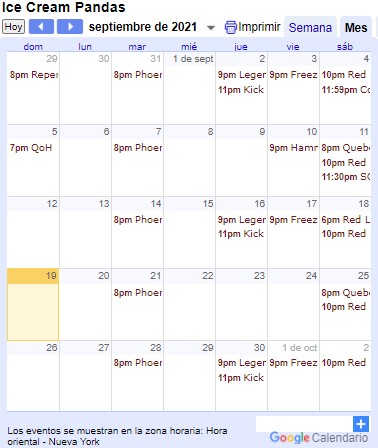 Ice Cream Pandas
Hoy septiembre de 2021 Imprimir Semana Mes
dom lun mar mié jue vie sáb
29 30 31 1 de sept 2 3 4
8pm Reper 8pm Phoer 9pm Leger 9pm Freez 10pm Red
11pm Kick 11:59pm Co
5 6 7 8 9 10 11
7pm QoH 8pm Phoer 9pm Hamr 8pm Queb
10pm Red
11:30pm SC
12 13 14 15 16 17 18
8pm Phoer 9pm Leger 9pm Freez 6pm Red L
11pm Kick 10pm Red
19 20 21 22 23 24 25
8pm Phoer 8pm Queb
10pm Red
26 27 28 29 30 1 de oct 2
8pm Phoer 9pm Leger 9pm Freez 10pm Red
11pm Kick
Los eventos se muestran en la zona horaria: Hora
oriental - Nueva York
Google Calendario